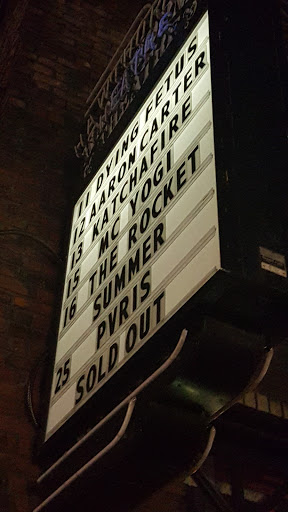 THEATRE
11 DYING FETUS
12 AARON CARTER
13 KATCHAFIRE
15 MC YOGI
16 THE ROCKET
SUMMER
25 PVRIS
SOLD OUT